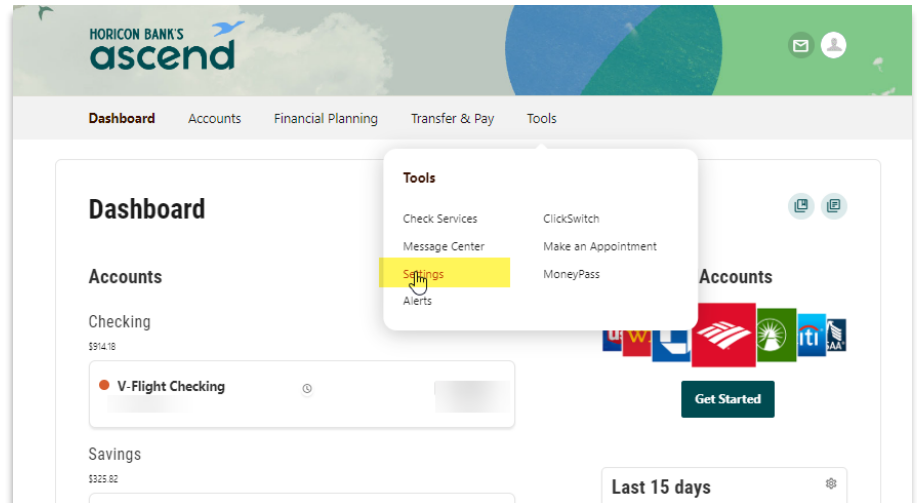 HORICON BANK'S
ascend
Dashboard Accounts Financial Planning Transfer & Pay Tools
Tools
Check Services ClickSwitch
Message Center Make an Appointment
Settings MoneyPass
Alerts
Dashboard
Accounts
Checking
$914.18
V-Flight Checking
Savings
$325.82
Accounts
citi
Get Started
Last 15 days